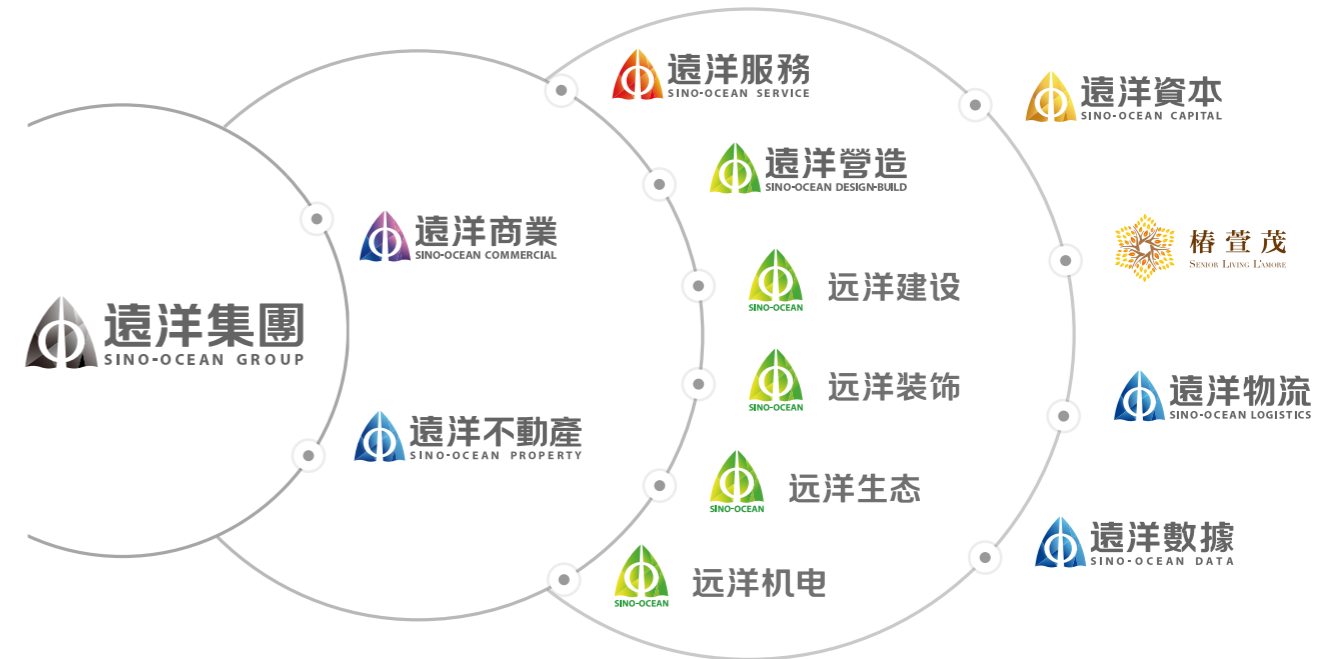 遠洋集團
SINO-OCEAN GROUP
遠洋商業
SINO-OCEAN COMMERCIAL
遠洋不動產
SINO-OCEAN PROPERTY
遠洋服務
SINO-OCEAN SERVICE
遠洋營造
SINO-OCEAN DESIGN-BUILD
远洋建设
SINO-OCEAN
远洋装饰
SINO-OCEAN
远洋生态
SINO-OCEAN
远洋机电
SINO-OCEAN
遠洋資本
SINO-OCEAN CAPITAL
椿萱茂
SENIOR LIVING L'AMORE
遠洋物流
SINO-OCEAN LOGISTICS
遠洋數據
SINO-OCEAN DATA